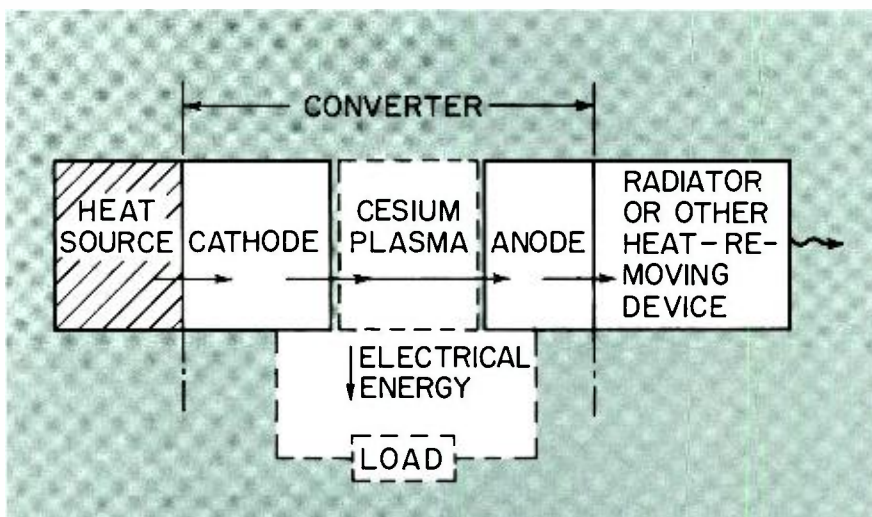 CONVERTER
HEAT
SOURCE
CATHODE
CESIUM
PLASMA
ANODE
RADIATOR
OR OTHER
HEAT-RE-
MOVING
DEVICE
ELECTRICAL
ENERGY
LOAD